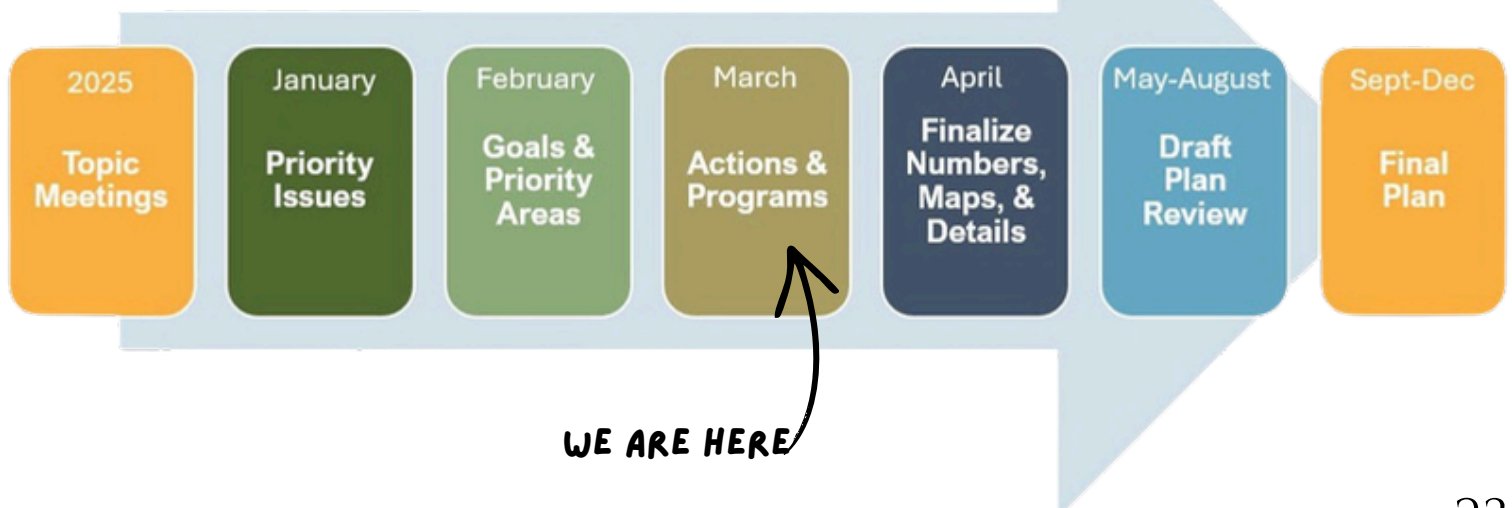 2025
Topic
Meetings
January
Priority
Issues
February
Goals &
Priority
Areas
March
Actions &
Programs
April
Finalize
Numbers,
Maps, &
Details
May-August
Draft
Plan
Review
Sept-Dec
Final
Plan
WE ARE HERE